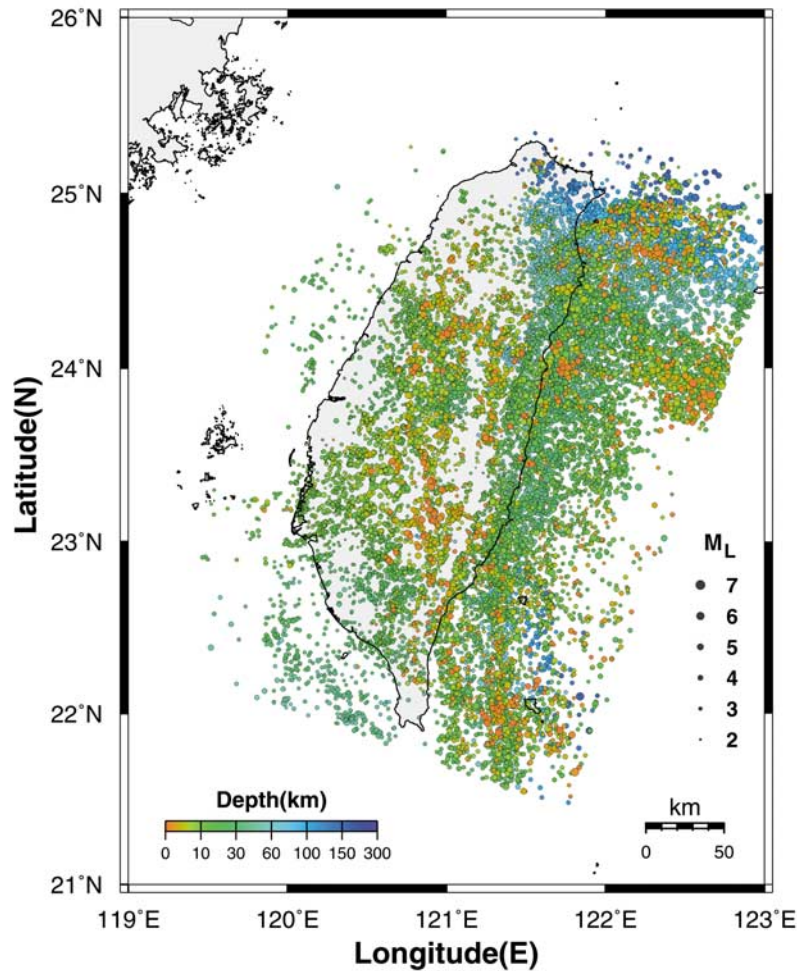 26˚N
25˚N
24˚N
23˚N
22˚N
21˚N
Latitude(N)
M_L
7
6
5
4
3
2
Depth(km)
0 10 30 60 100 150 300
km
0 50
119˚E 120˚E 121˚E 122˚E 123˚E
Longitude(E)